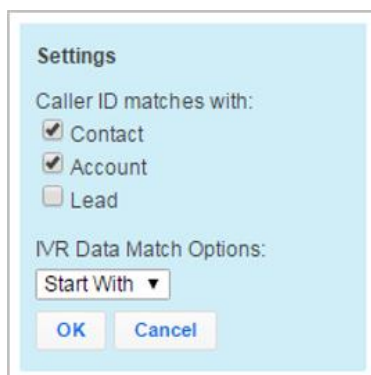 Settings
Caller ID matches with:
Contact
Account
Lead
IVR Data Match Options:
Start With
OK Cancel